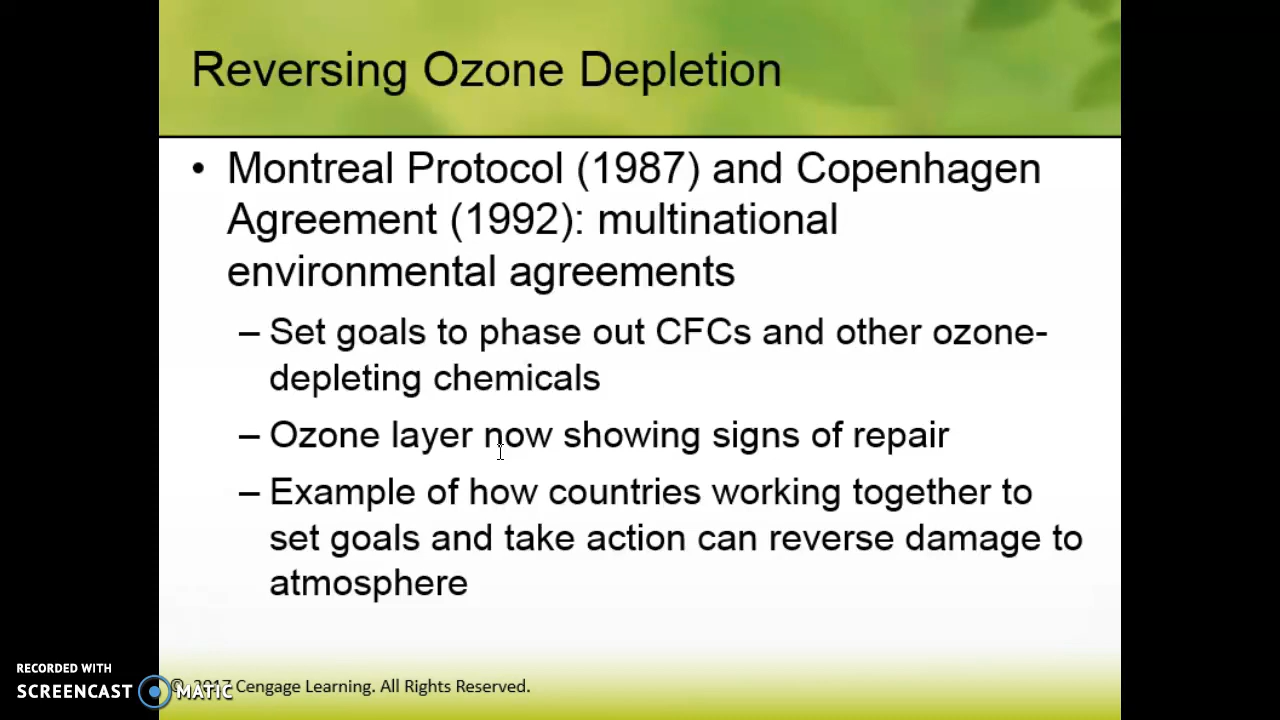 Reversing Ozone Depletion
• Montreal Protocol (1987) and Copenhagen
Agreement (1992): multinational
environmental agreements
– Set goals to phase out CFCs and other ozone-
depleting chemicals
– Ozone layer now showing signs of repair
– Example of how countries working together to
set goals and take action can reverse damage to
atmosphere
RECORDED WITH
SCREENCAST MATIC
© 2017 Cengage Learning. All Rights Reserved.